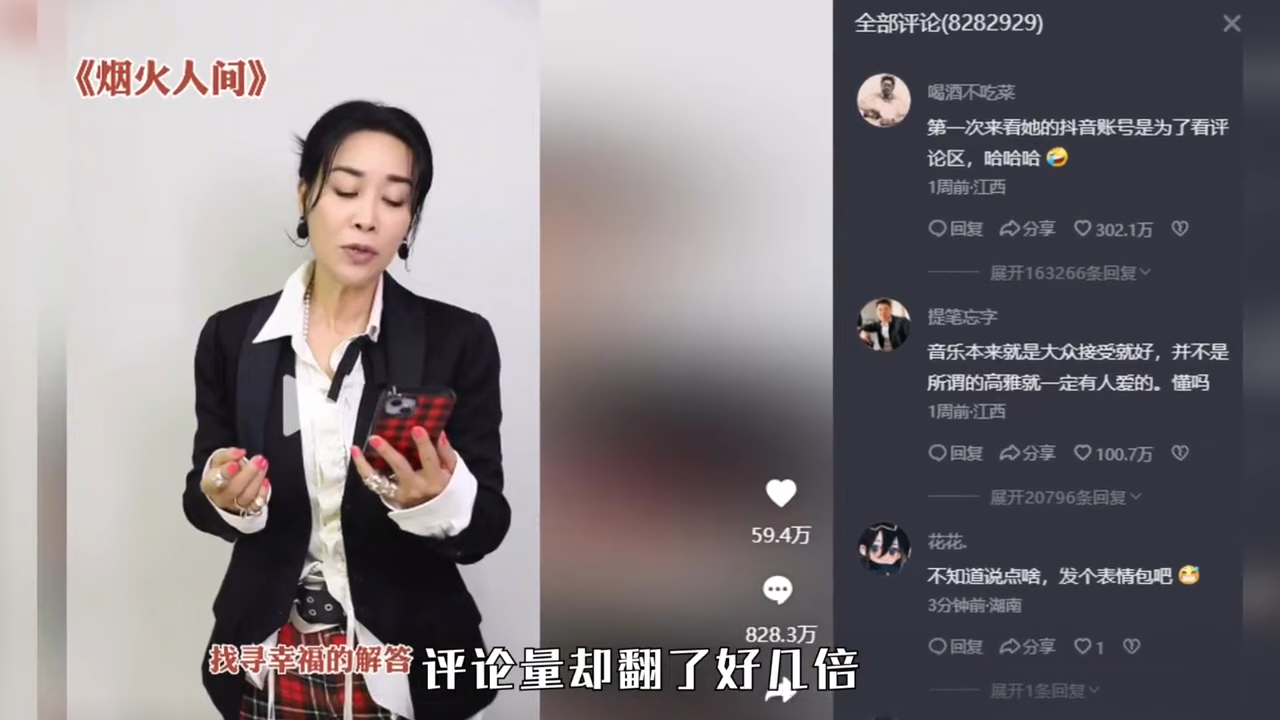 《烟火人间》
找寻幸福的解答
评论量却翻了好几倍
59.4万
828.3万
全部评论(8282929)
喝酒不吃菜
第一次来看她的抖音账号是为了看评
论区，哈哈哈 🤣
1周前·江西
回复 分享 302.1万
展开163266条回复
提笔忘字
音乐本来就是大众接受就好，并不是
所谓的高雅就一定有人爱的。懂吗
1周前·江西
回复 分享 100.7万
展开20796条回复
花花.
不知道说点啥，发个表情包吧 😅
3分钟前·湖南
回复 分享 1
展开1条回复